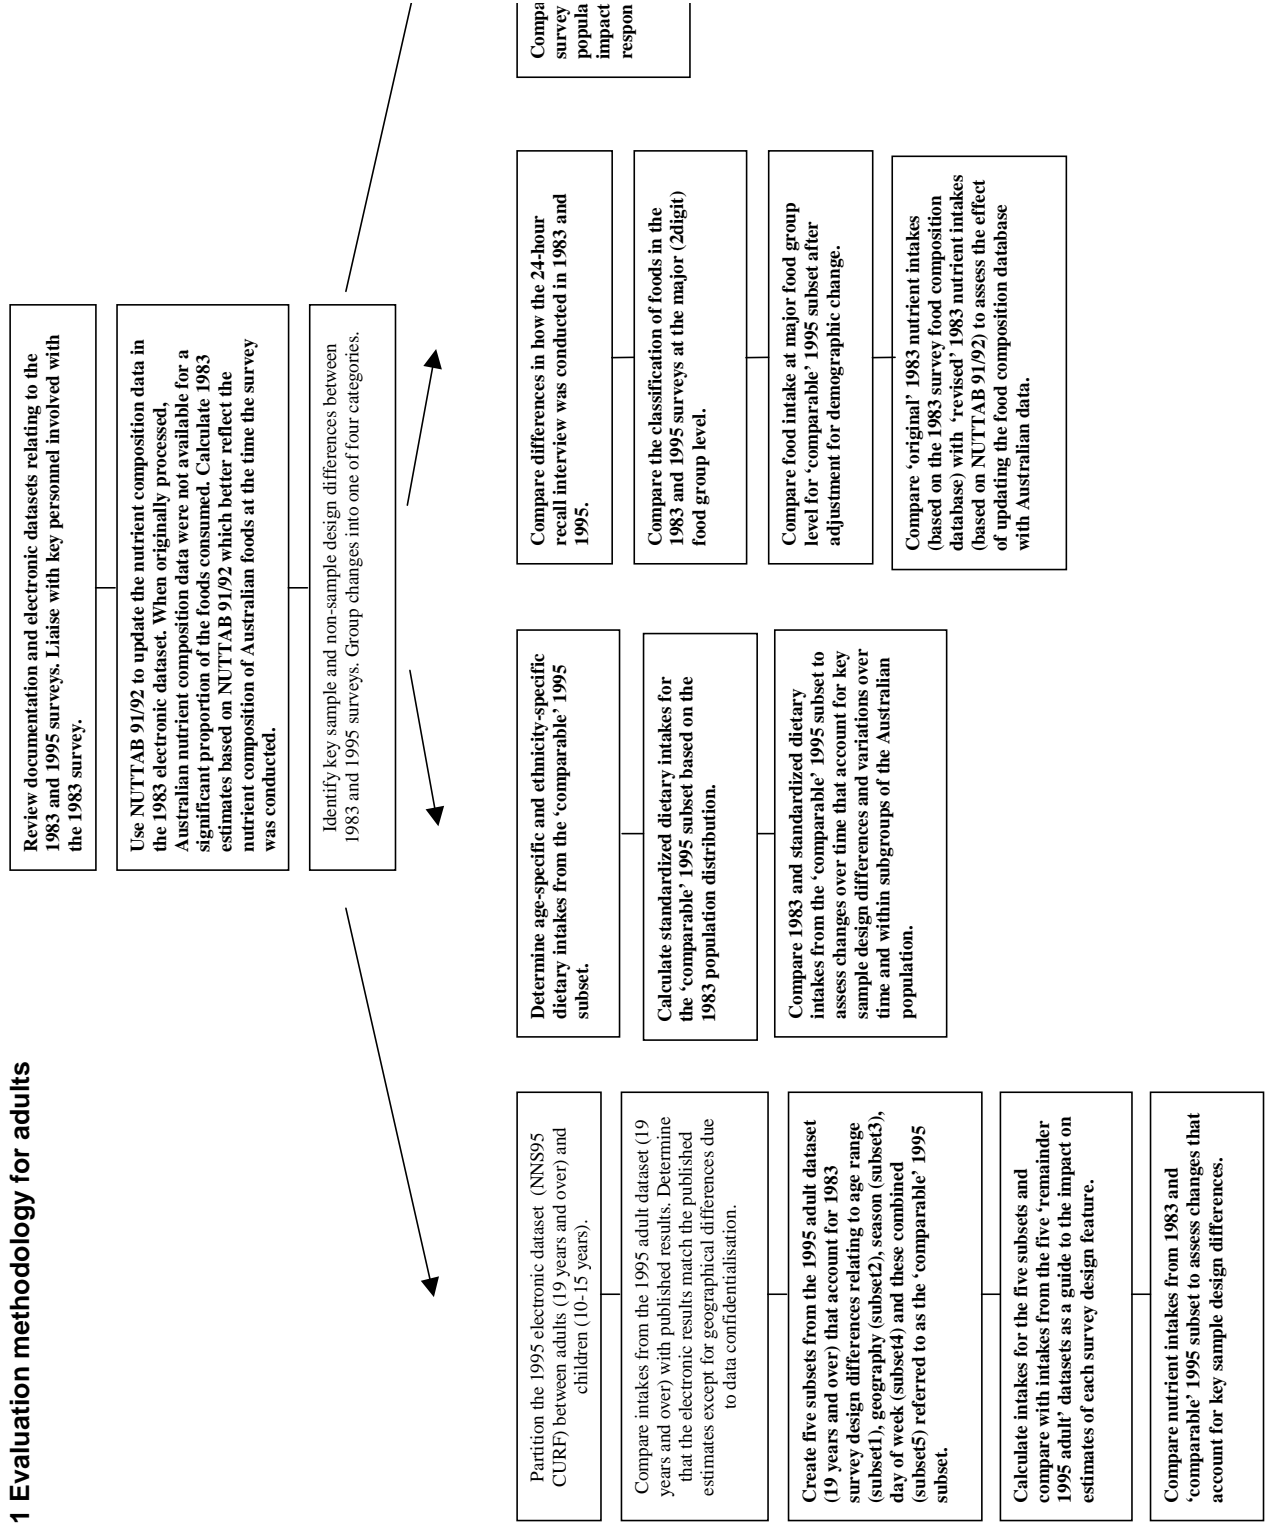 1 Evaluation methodology for adults
Review documentation and electronic datasets relating to the
1983 and 1995 surveys. Liaise with key personnel involved with
the 1983 survey.
Use NUTTAB 91/92 to update the nutrient composition data in
the 1983 electronic dataset. When originally processed,
Australian nutrient composition data were not available for a
significant proportion of the foods consumed. Calculate 1983
estimates based on NUTTAB 91/92 which better reflect the
nutrient composition of Australian foods at the time the survey
was conducted.
Identify key sample and non-sample design differences between
1983 and 1995 surveys. Group changes into one of four categories.
Partition the 1995 electronic dataset (NNS95
CURF) between adults (19 years and over) and
children (10-15 years).
Compare intakes from the 1995 adult dataset (19
years and over) with published results. Determine
that the electronic results match the published
estimates except for geographical differences due
to data confidentialisation.
Create five subsets from the 1995 adult dataset
(19 years and over) that account for 1983
survey design differences relating to age range
(subset1), geography (subset2), season (subset3),
day of week (subset4) and these combined
(subset5) referred to as the ‘comparable’ 1995
subset.
Calculate intakes for the five subsets and
compare with intakes from the five ‘remainder
1995 adult’ datasets as a guide to the impact on
estimates of each survey design feature.
Compare nutrient intakes from 1983 and
‘comparable’ 1995 subset to assess changes that
account for key sample design differences.
Determine age-specific and ethnicity-specific
dietary intakes from the ‘comparable’ 1995
subset.
Calculate standardized dietary intakes for
the ‘comparable’ 1995 subset based on the
1983 population distribution.
Compare 1983 and standardized dietary
intakes from the ‘comparable’ 1995 subset to
assess changes over time that account for key
sample design differences and variations over
time and within subgroups of the Australian
population.
Compare differences in how the 24-hour
recall interview was conducted in 1983 and
1995.
Compare the classification of foods in the
1983 and 1995 surveys at the major (2digit)
food group level.
Compare food intake at major food group
level for ‘comparable’ 1995 subset after
adjustment for demographic change.
Compare ‘original’ 1983 nutrient intakes
(based on the 1983 survey food composition
database) with ‘revised’ 1983 nutrient intakes
(based on NUTTAB 91/92) to assess the effect
of updating the food composition database
with Australian data.
Compa
survey
popula
impact
respon